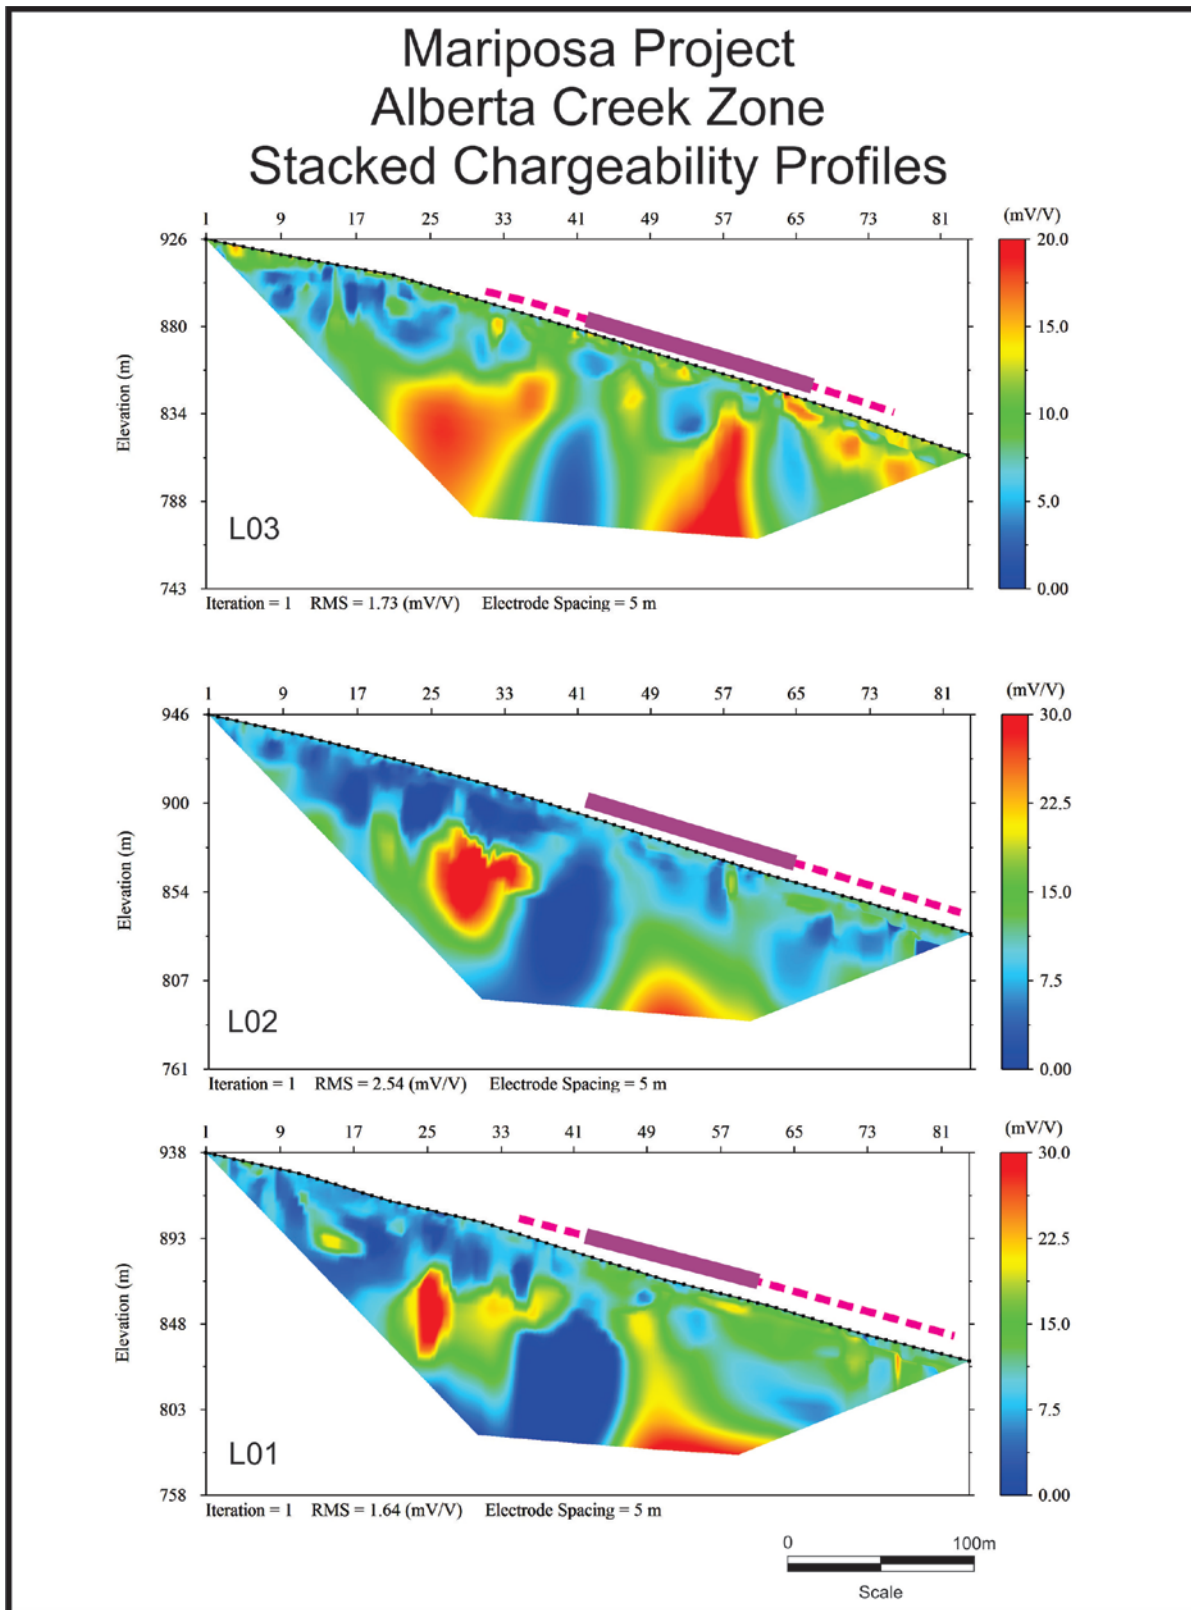 Mariposa Project
Alberta Creek Zone
Stacked Chargeability Profiles
1 9 17 25 33 41 49 57 65 73 81 (mV/V)
926 20.0
880 15.0
834 10.0
788 5.0
743 0.00
Elevation (m)
L03
Iteration = 1 RMS = 1.73 (mV/V) Electrode Spacing = 5 m
1 9 17 25 33 41 49 57 65 73 81 (mV/V)
946 30.0
900 22.5
854 15.0
807 7.5
761 0.00
Elevation (m)
L02
Iteration = 1 RMS = 2.54 (mV/V) Electrode Spacing = 5 m
1 9 17 25 33 41 49 57 65 73 81 (mV/V)
938 30.0
893 22.5
848 15.0
803 7.5
758 0.00
Elevation (m)
L01
Iteration = 1 RMS = 1.64 (mV/V) Electrode Spacing = 5 m
0 100m
Scale